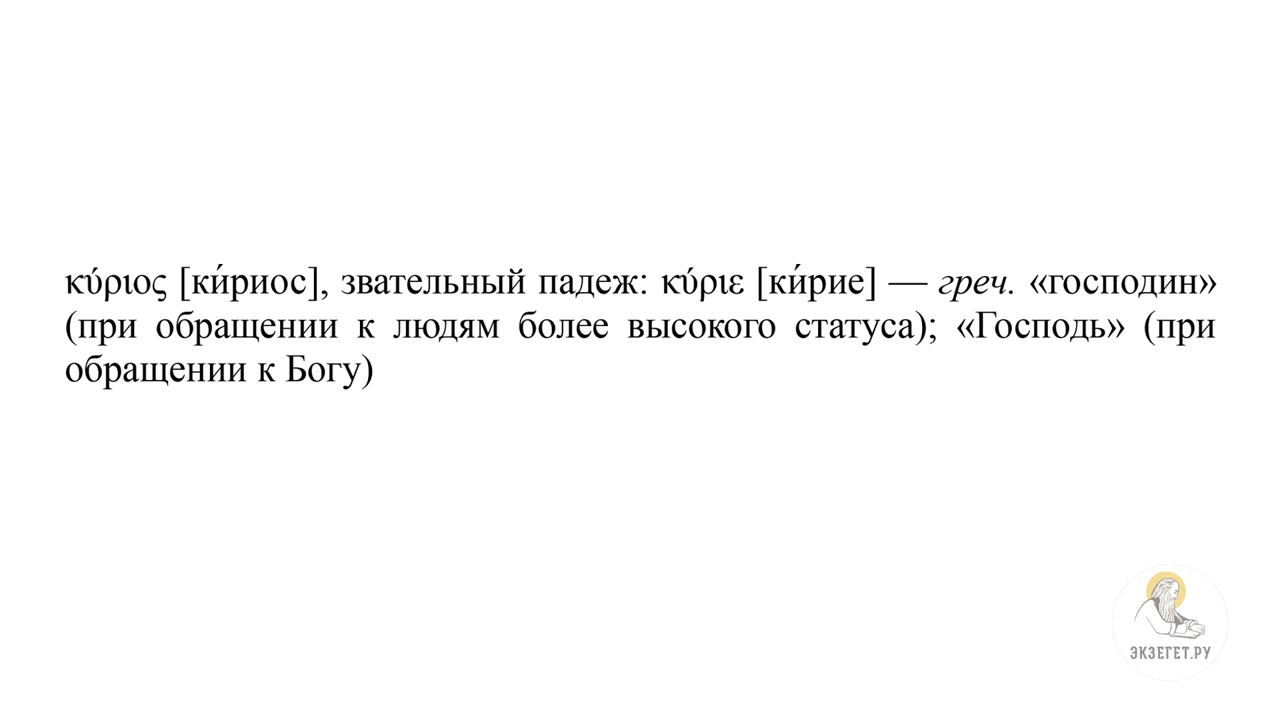 κύριος [ки́риос], звательный падеж: κύριε [ки́рие] — греч. «господин»
(при обращении к людям более высокого статуса); «Господь» (при
обращении к Богу)
ЭКЗЕГЕТ.РУ